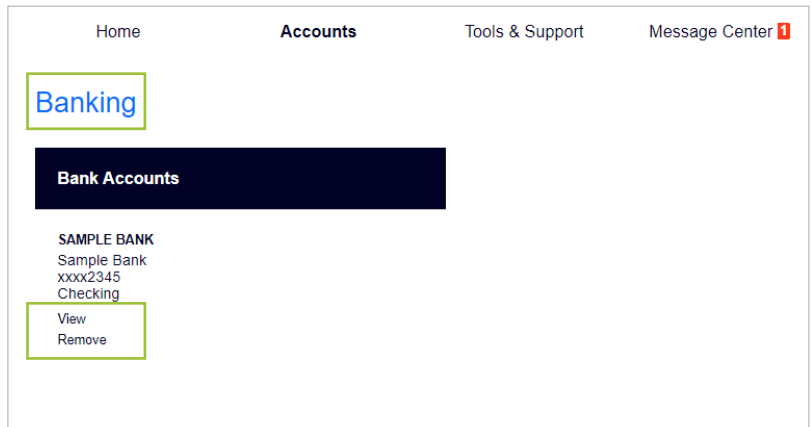 Home Accounts Tools & Support Message Center 1
Banking
Bank Accounts
SAMPLE BANK
Sample Bank
xxxx2345
Checking
View
Remove